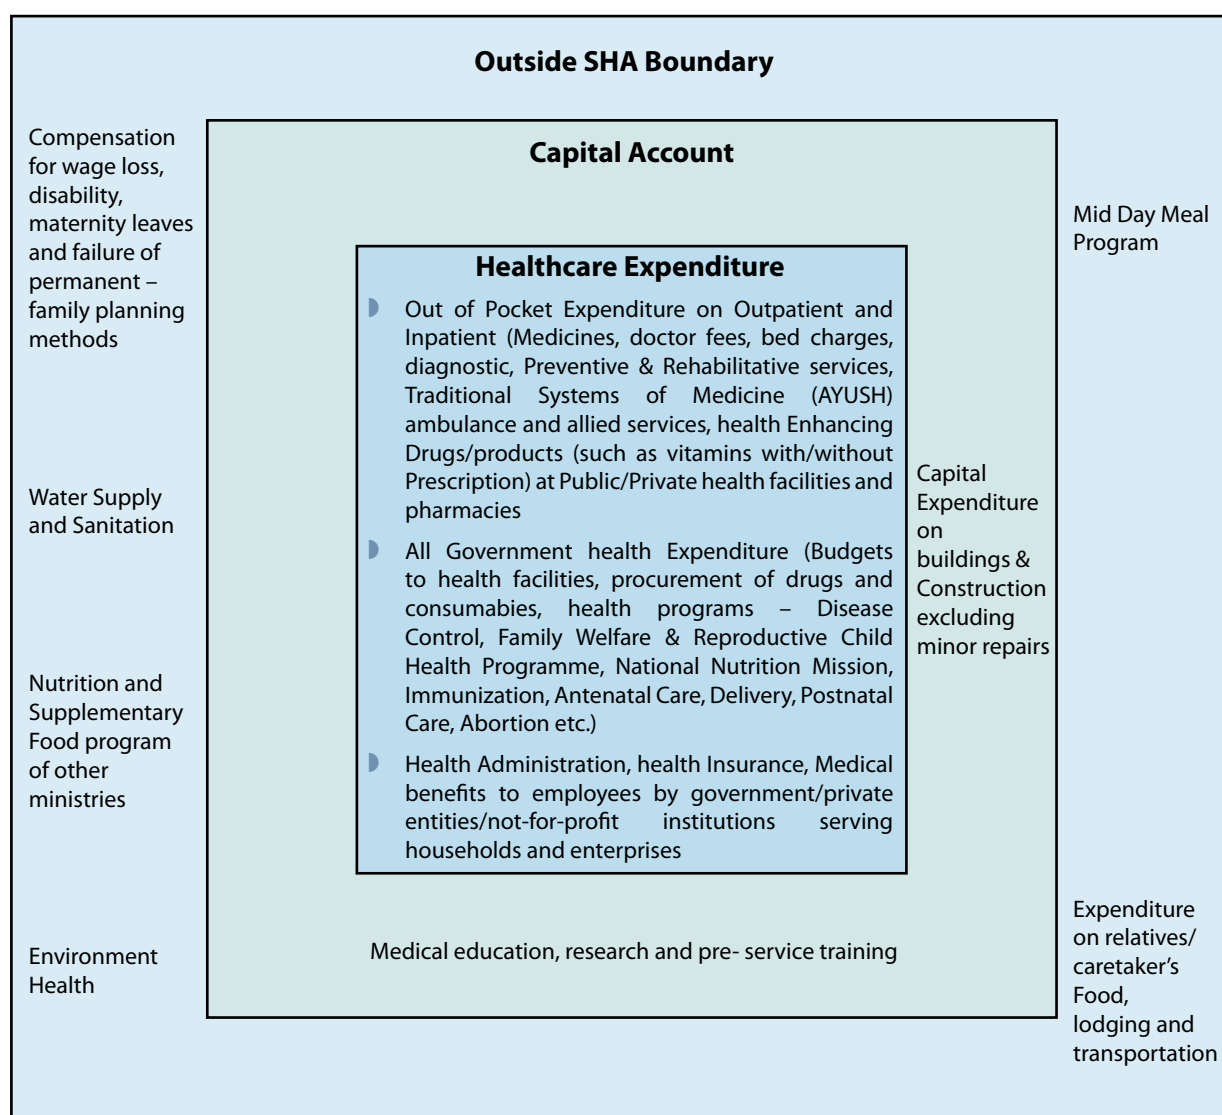 Outside SHA Boundary
Compensation
for wage loss,
disability,
maternity leaves
and failure of
permanent –
family planning
methods
Water Supply
and Sanitation
Nutrition and
Supplementary
Food program
of other
ministries
Environment
Health
Capital Account
Healthcare Expenditure
Out of Pocket Expenditure on Outpatient and
Inpatient (Medicines, doctor fees, bed charges,
diagnostic, Preventive & Rehabilitative services,
Traditional Systems of Medicine (AYUSH)
ambulance and allied services, health Enhancing
Drugs/products (such as vitamins with/without
Prescription) at Public/Private health facilities and
pharmacies
All Government health Expenditure (Budgets
to health facilities, procurement of drugs and
consumabies, health programs – Disease
Control, Family Welfare & Reproductive Child
Health Programme, National Nutrition Mission,
Immunization, Antenatal Care, Delivery, Postnatal
Care, Abortion etc.)
Health Administration, health Insurance, Medical
benefits to employees by government/private
entities/not-for-profit institutions serving
households and enterprises
Capital
Expenditure
on
buildings &
Construction
excluding
minor repairs
Medical education, research and pre- service training
Mid Day Meal
Program
Expenditure
on relatives/
caretaker’s
Food,
lodging and
transportation